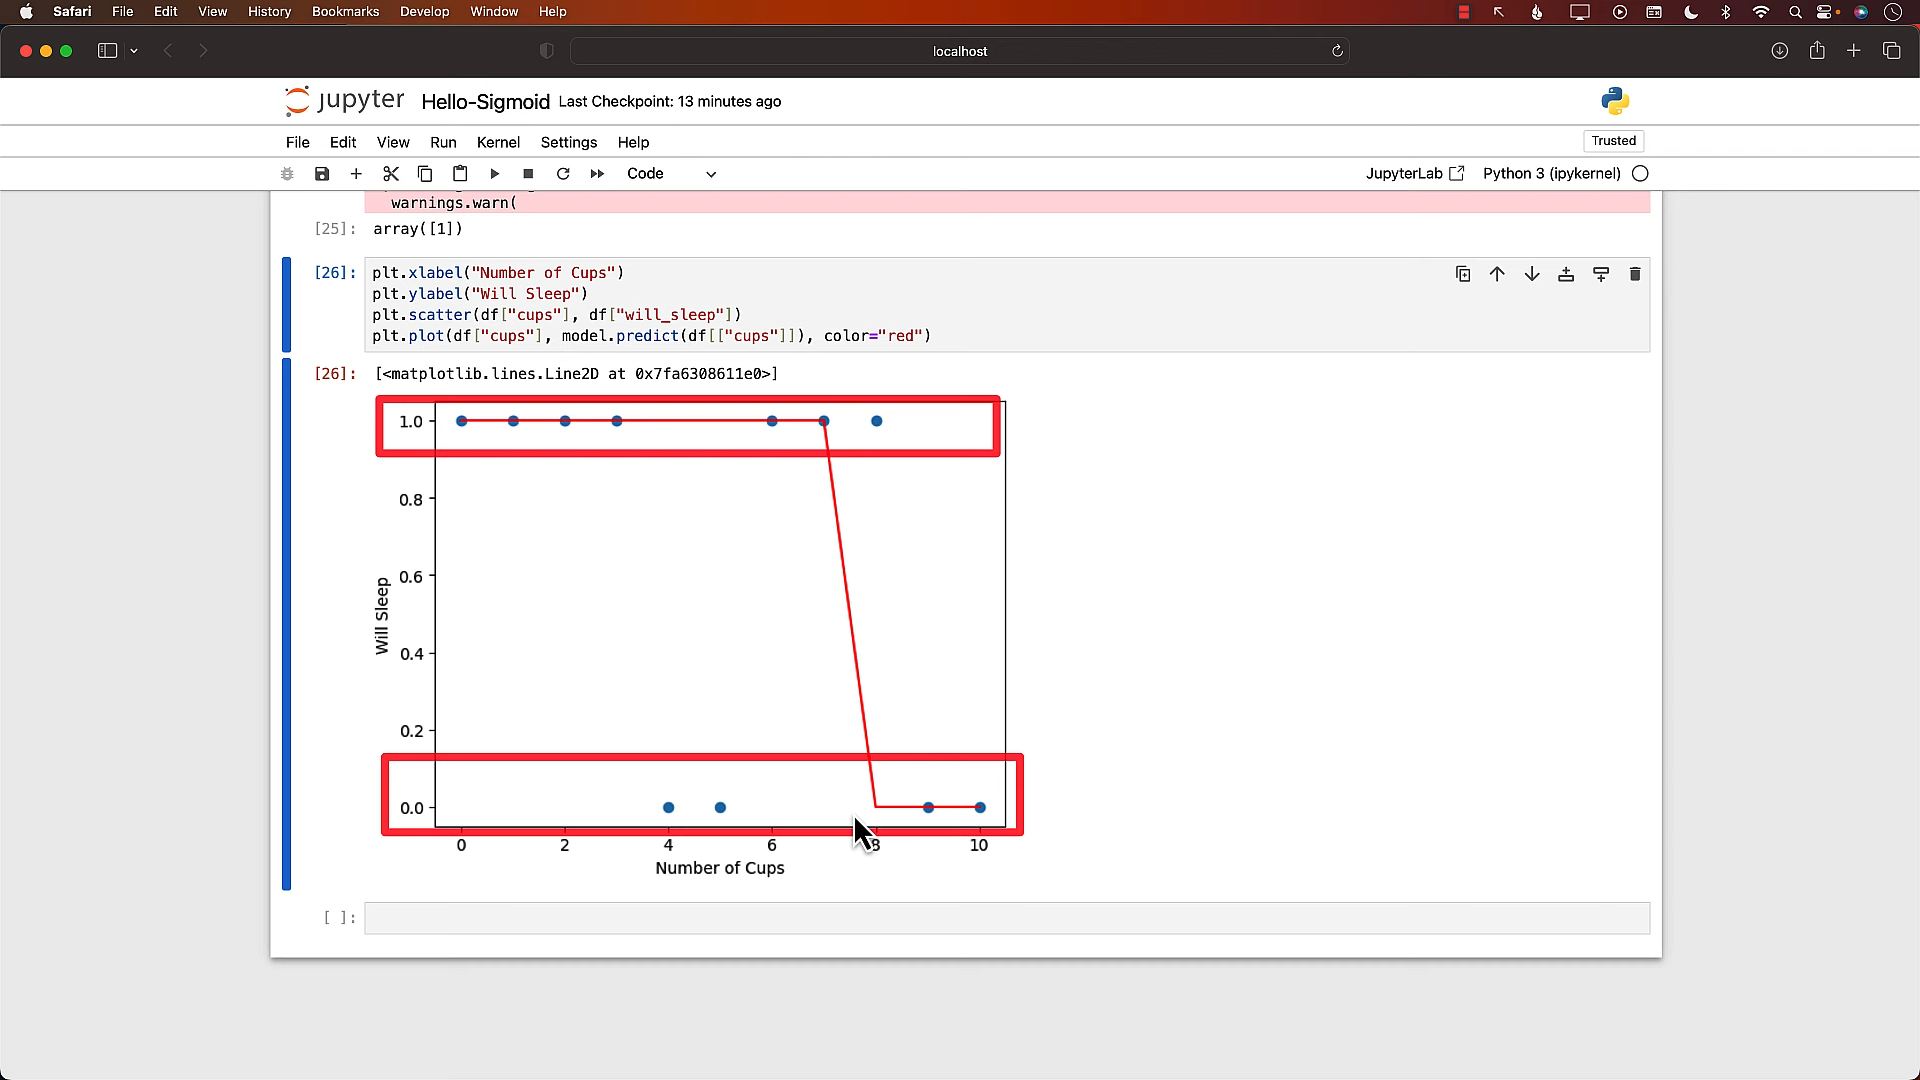 Safari File Edit View History Bookmarks Develop Window Help
localhost
jupyter Hello-Sigmoid Last Checkpoint: 13 minutes ago
File Edit View Run Kernel Settings Help
Trusted
Code
JupyterLab Python 3 (ipykernel)
warnings.warn(
[25]: array([1])
[26]: plt.xlabel("Number of Cups")
plt.ylabel("Will Sleep")
plt.scatter(df["cups"], df["will_sleep"])
plt.plot(df["cups"], model.predict(df[["cups"]]), color="red")
[26]: [<matplotlib.lines.Line2D at 0x7fa6308611e0>]
1.0
0.8
0.6
0.4
0.2
0.0
Will Sleep
0 2 4 6 8 10
Number of Cups
[ ]: